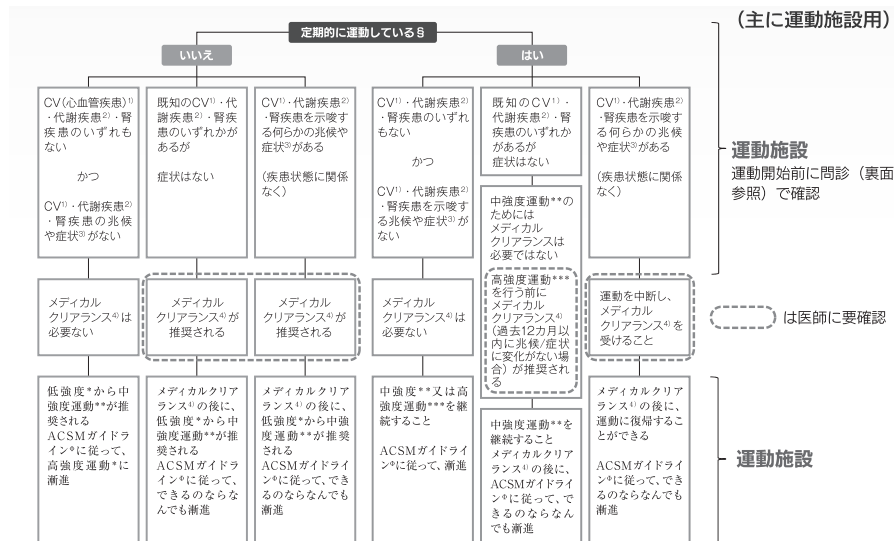 (主に運動施設用)
定期的に運動している§
いいえ
はい
CV(心血管疾患)1)
・代謝疾患2)・腎
疾患のいずれも
ない
かつ
CV1)・代謝疾患2)
・腎疾患の兆候
や症状3)がない
既知のCV1)・代
謝疾患2)・腎疾
患のいずれかが
あるが
症状はない
CV1)・代謝疾患2)
・腎疾患を示唆す
る何らかの兆候や
症状3)がある
(疾患状態に関係
なく)
CV1)・代謝疾患2)
・腎疾患のいずれ
もない
かつ
CV1)・代謝疾患2)
・腎疾患を示唆す
る兆候や症状3)
がない
既知のCV1)・
代謝疾患2)・腎
疾患のいずれか
があるが
症状はない
CV1)・代謝疾患2)
・腎疾患を示唆す
る何らかの兆候や
症状3)がある
(疾患状態に関係
なく)
運動施設
運動開始前に問診(裏面
参照)で確認
メディカル
クリアランス4)は
必要ない
メディカル
クリアランス4)が
推奨される
メディカル
クリアランス4)が
推奨される
メディカル
クリアランス4)は
必要ない
中強度運動**の
ためには
メディカル
クリアランスは
必要ではない
高強度運動***
を行う前に
メディカル
クリアランス4)
(過去12カ月以
内に兆候/症状
に変化がない場
合)が推奨され
る
運動を中断し、
メディカル
クリアランス4)を
受けること
は医師に要確認
低強度*から中
強度運動**が推
奨される
ACSMガイドラ
イン※に従って、
高強度運動*に
漸進
メディカルクリア
ランス4)の後に、
低強度*から中
強度運動**が推
奨される
ACSMガイドラ
イン※に従って、
できるのならな
んでも漸進
メディカルクリア
ランス4)の後に、
低強度*から中強
度運動**が推奨
される
ACSMガイドライ
ン※に従って、でき
るのならなんでも
漸進
中強度**又は高
強度運動***を継
続すること
ACSMガイドライ
ン※に従って、漸進
中強度運動**を
継続すること
メディカルクリア
ランス4)の後に、
ACSMガイドライ
ン※に従って、で
きるのならなん
でも漸進
メディカルクリア
ランス4)の後に、
運動に復帰するこ
とができる
ACSMガイドライ
ン※に従って、でき
るのならなんでも
漸進
運動施設